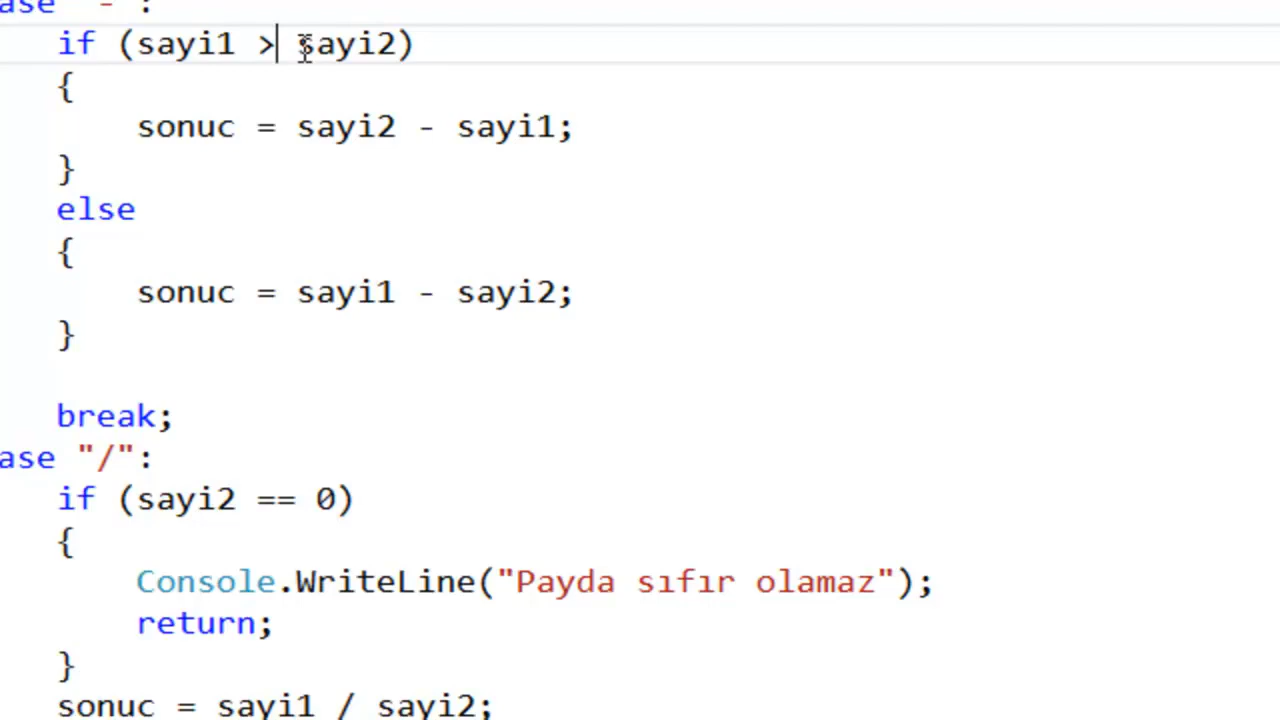 ase "-":
if (sayi1 > sayi2)
{
sonuc = sayi2 - sayi1;
}
else
{
sonuc = sayi1 - sayi2;
}
break;
ase "/":
if (sayi2 == 0)
{
Console.WriteLine("Payda sıfır olamaz");
return;
}
sonuc = sayi1 / sayi2;